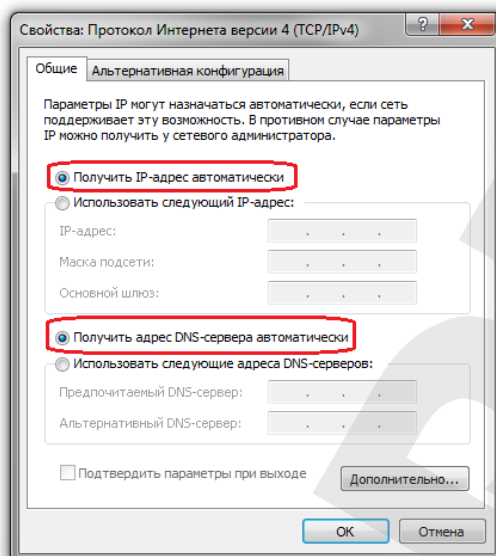 Свойства: Протокол Интернета версии 4 (TCP/IPv4)
Общие
Альтернативная конфигурация
Параметры IP могут назначаться автоматически, если сеть
поддерживает эту возможность. В противном случае параметры
IP можно получить у сетевого администратора.
Получить IP-адрес автоматически
Использовать следующий IP-адрес:
IP-адрес:
Маска подсети:
Основной шлюз:
Получить адрес DNS-сервера автоматически
Использовать следующие адреса DNS-серверов:
Предпочитаемый DNS-сервер:
Альтернативный DNS-сервер:
Подтвердить параметры при выходе
Дополнительно...
ОК
Отмена